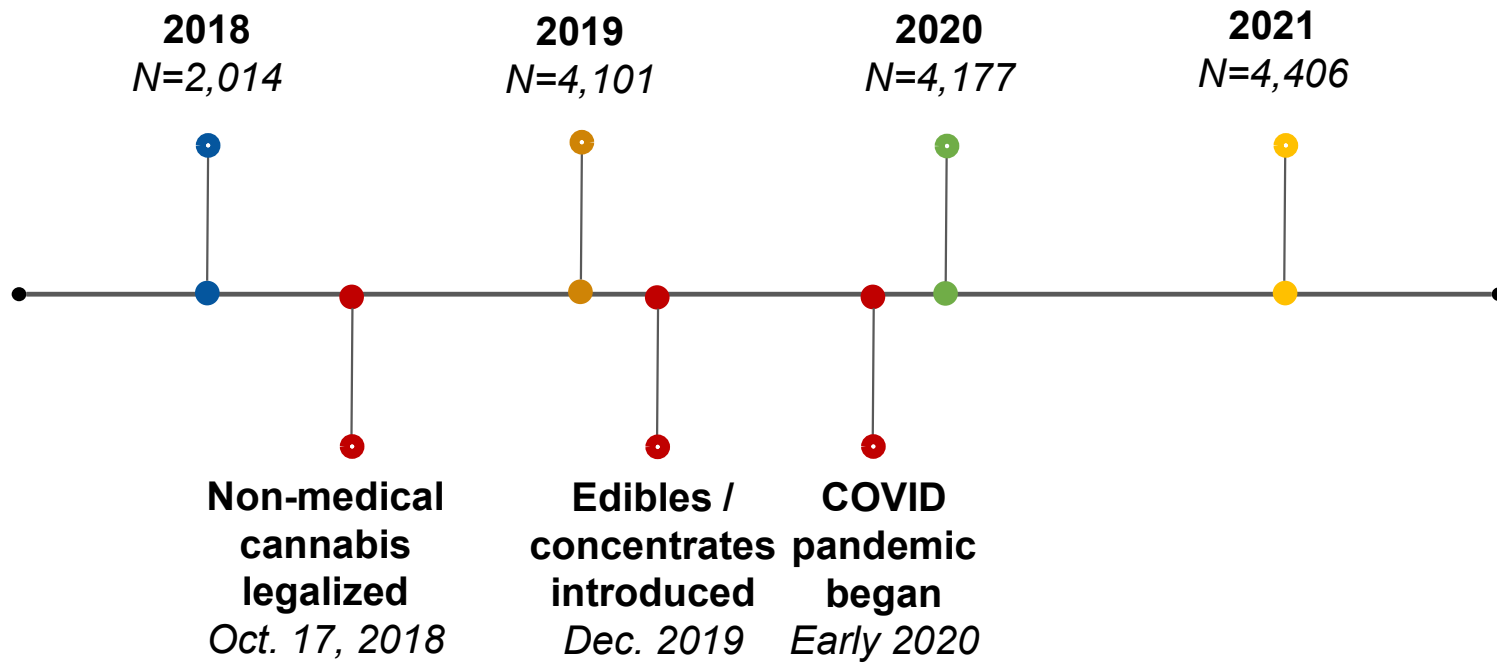 2018
N=2,014
2019
N=4,101
2020
N=4,177
2021
N=4,406
Non-medical
cannabis
legalized
Oct. 17, 2018
Edibles /
concentrates
introduced
Dec. 2019
COVID
pandemic
began
Early 2020